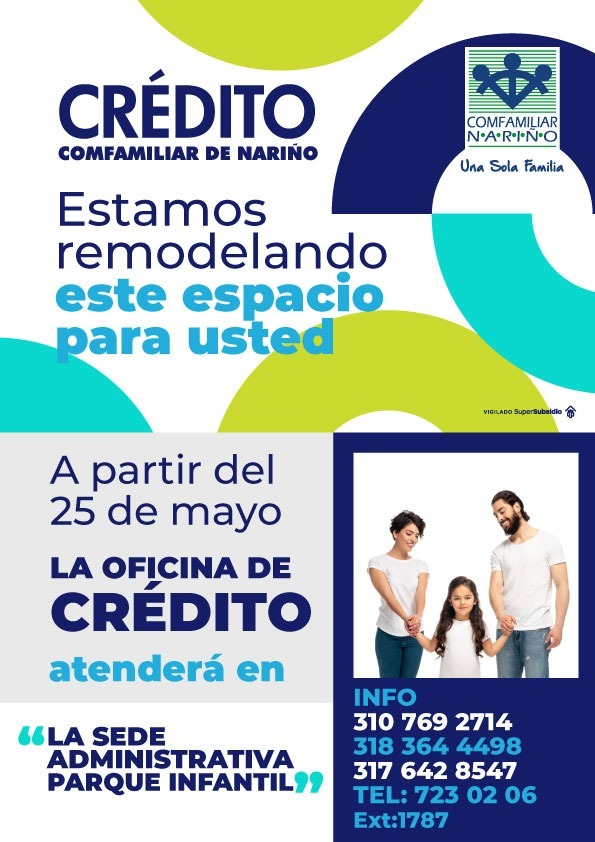 CRÉDITO
COMFAMILIAR DE NARIÑO
COMFAMILIAR
N•A•R•I•Ñ•O
Una Sola Familia
Estamos
remodelando
este espacio
para usted
VIGILADO SuperSubsidio
A partir del
25 de mayo
LA OFICINA DE
CRÉDITO
atenderá en
“LA SEDE
ADMINISTRATIVA
PARQUE INFANTIL”
INFO
310 769 2714
318 364 4498
317 642 8547
TEL: 723 02 06
Ext:1787